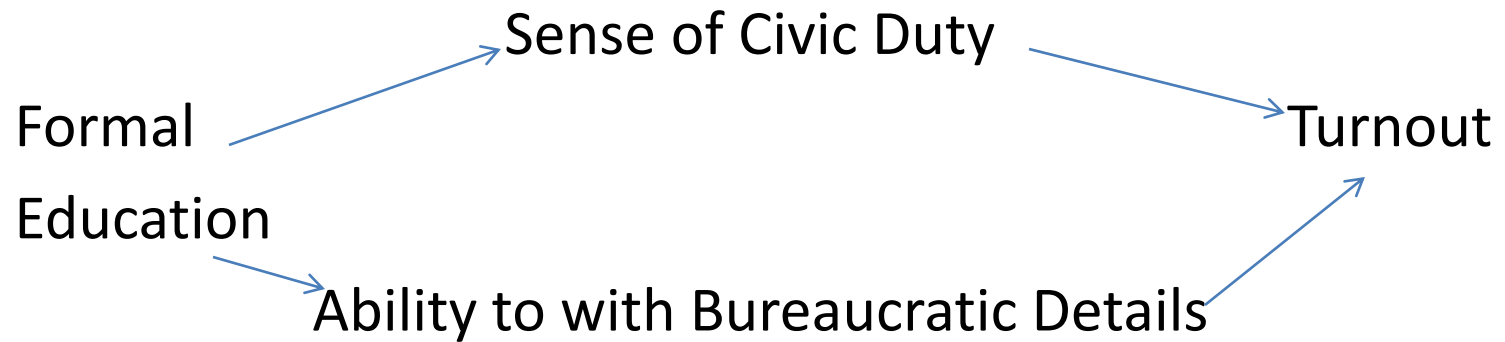 Sense of Civic Duty
Formal
Turnout
Education
Ability to with Bureaucratic Details